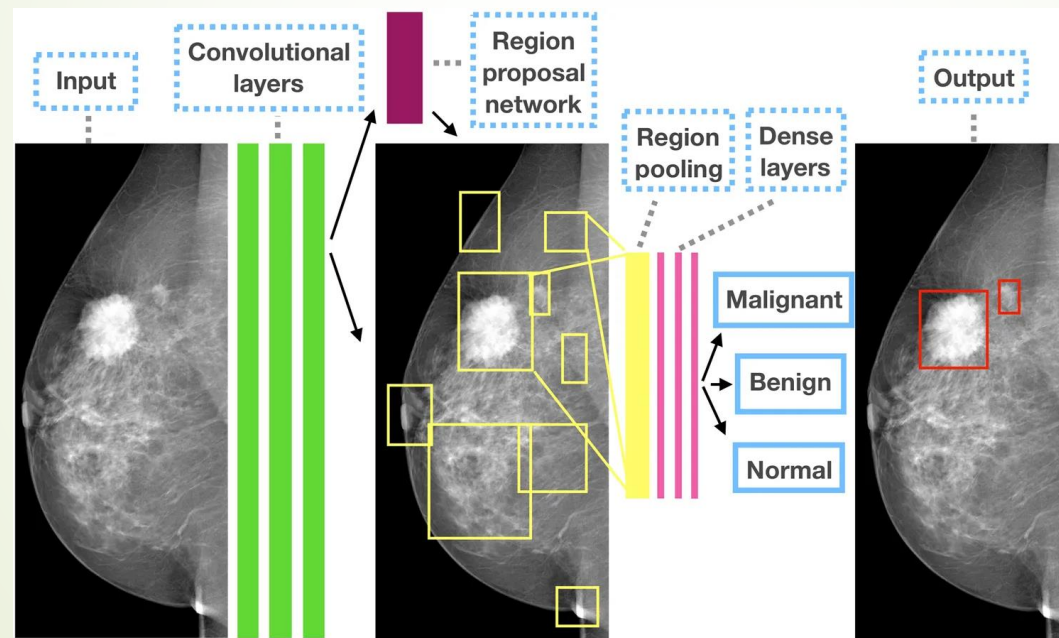 Input
Convolutional
layers
Region
proposal
network
Region
pooling
Dense
layers
Malignant
Benign
Normal
Output